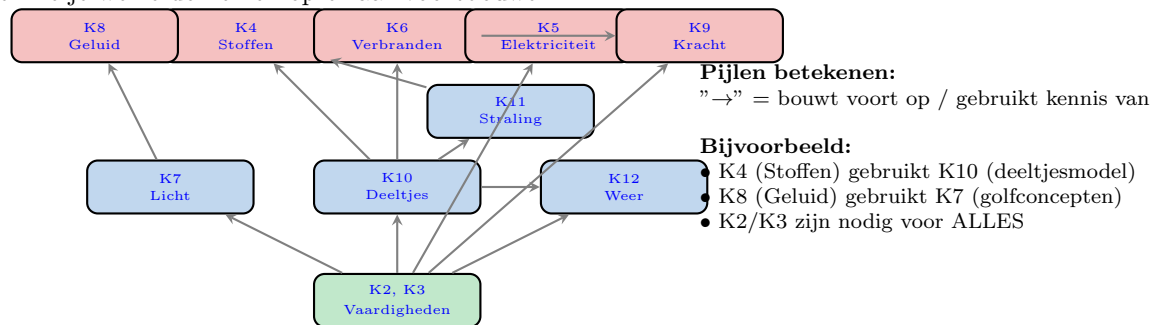 K8
Geluid
K4
Stoffen
K6
Verbranden
K5
Elektriciteit
K9
Kracht
K11
Straling
K7
Licht
K10
Deeltjes
K12
Weer
K2, K3
Vaardigheden
Pijlen betekenen:
"→" = bouwt voort op / gebruikt kennis van
Bijvoorbeeld:
• K4 (Stoffen) gebruikt K10 (deeltjesmodel)
• K8 (Geluid) gebruikt K7 (golfconcepten)
• K2/K3 zijn nodig voor ALLES